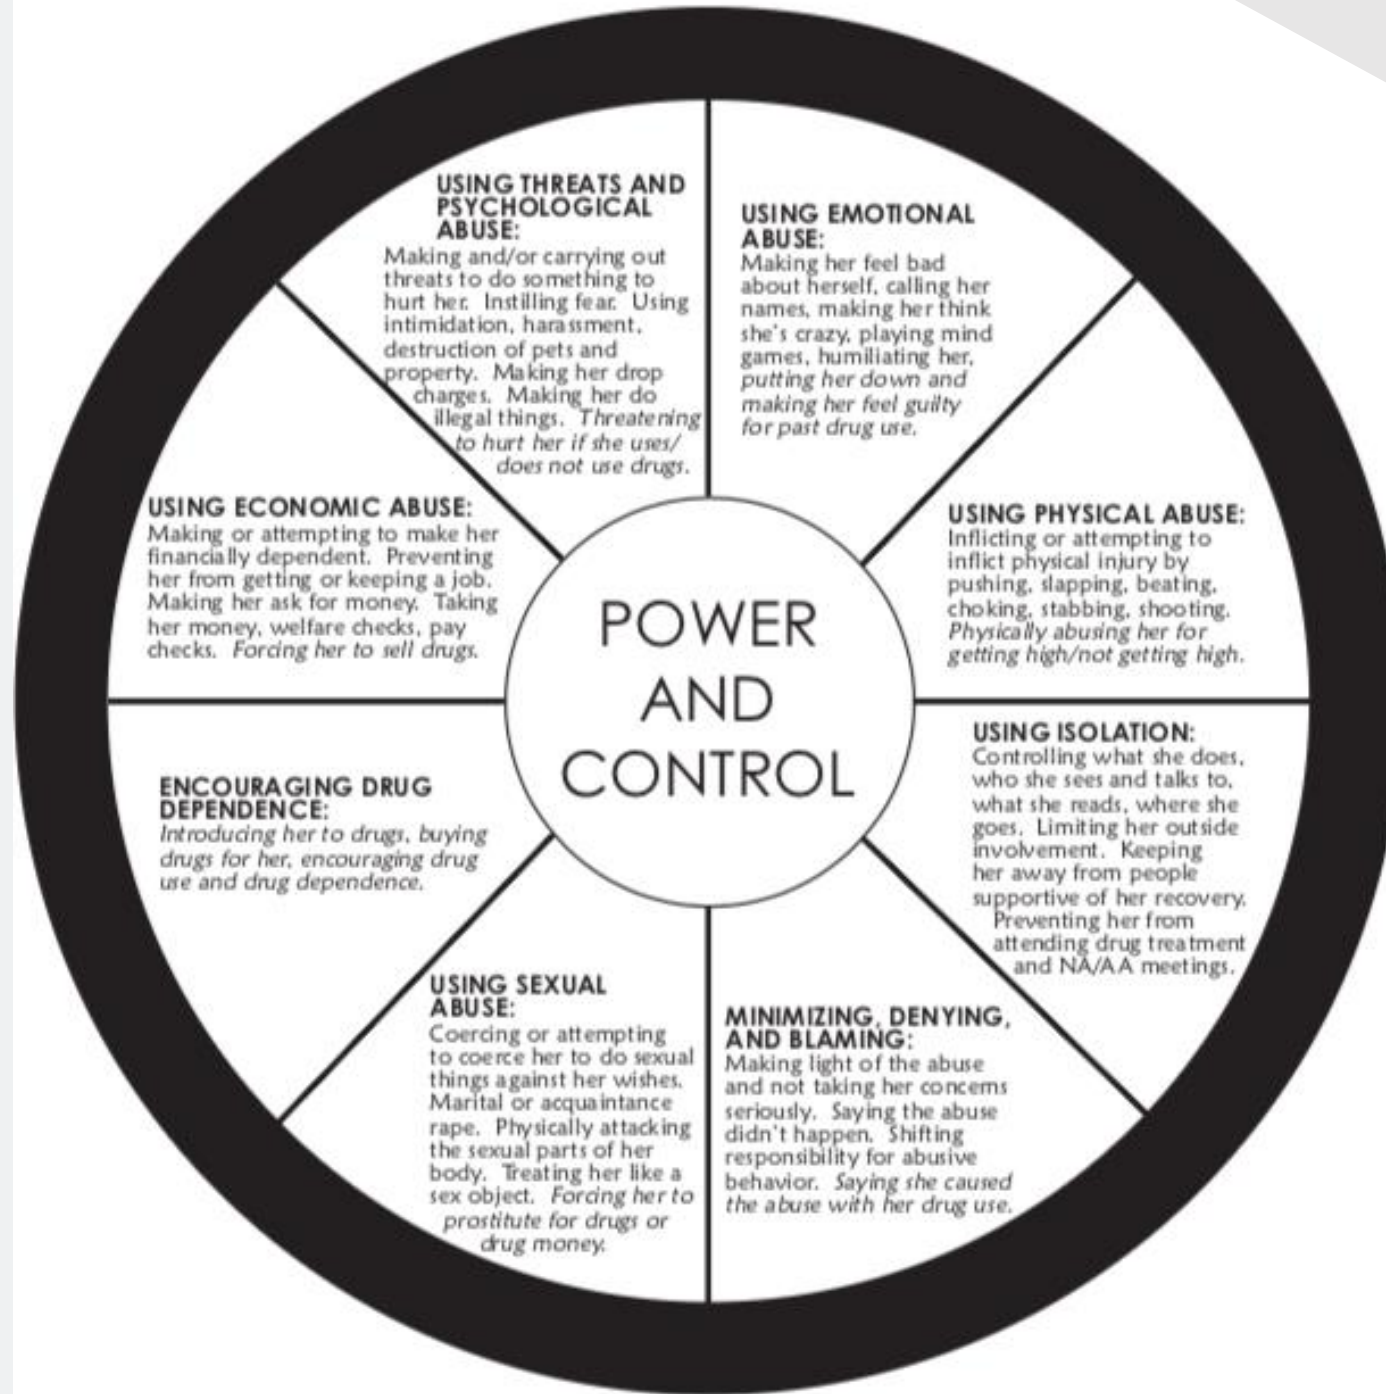 USING THREATS AND
PSYCHOLOGICAL
ABUSE:
Making and/or carrying out
threats to do something to
hurt her. Instilling fear. Using
intimidation, harassment,
destruction of pets and
property. Making her drop
charges. Making her do
illegal things. Threatening
to hurt her if she uses/
does not use drugs.
USING EMOTIONAL
ABUSE:
Making her feel bad
about herself, calling her
names, making her think
she's crazy, playing mind
games, humiliating her,
putting her down and
making her feel guilty
for past drug use.
USING PHYSICAL ABUSE:
Inflicting or attempting to
inflict physical injury by
pushing, slapping, beating,
choking, stabbing, shooting.
Physically abusing her for
getting high/not getting high.
USING ISOLATION:
Controlling what she does,
who she sees and talks to,
what she reads, where she
goes. Limiting her outside
involvement. Keeping
her away from people
supportive of her recovery.
Preventing her from
attending drug treatment
and NA/AA meetings.
MINIMIZING, DENYING,
AND BLAMING:
Making light of the abuse
and not taking her concerns
seriously. Saying the abuse
didn't happen. Shifting
responsibility for abusive
behavior. Saying she caused
the abuse with her drug use.
USING SEXUAL
ABUSE:
Coercing or attempting
to coerce her to do sexual
things against her wishes.
Marital or acquaintance
rape. Physically attacking
the sexual parts of her
body. Treating her like a
sex object. Forcing her to
prostitute for drugs or
drug money.
ENCOURAGING DRUG
DEPENDENCE:
Introducing her to drugs, buying
drugs for her, encouraging drug
use and drug dependence.
USING ECONOMIC ABUSE:
Making or attempting to make her
financially dependent. Preventing
her from getting or keeping a job.
Making her ask for money. Taking
her money, welfare checks, pay
checks. Forcing her to sell drugs.
POWER
AND
CONTROL